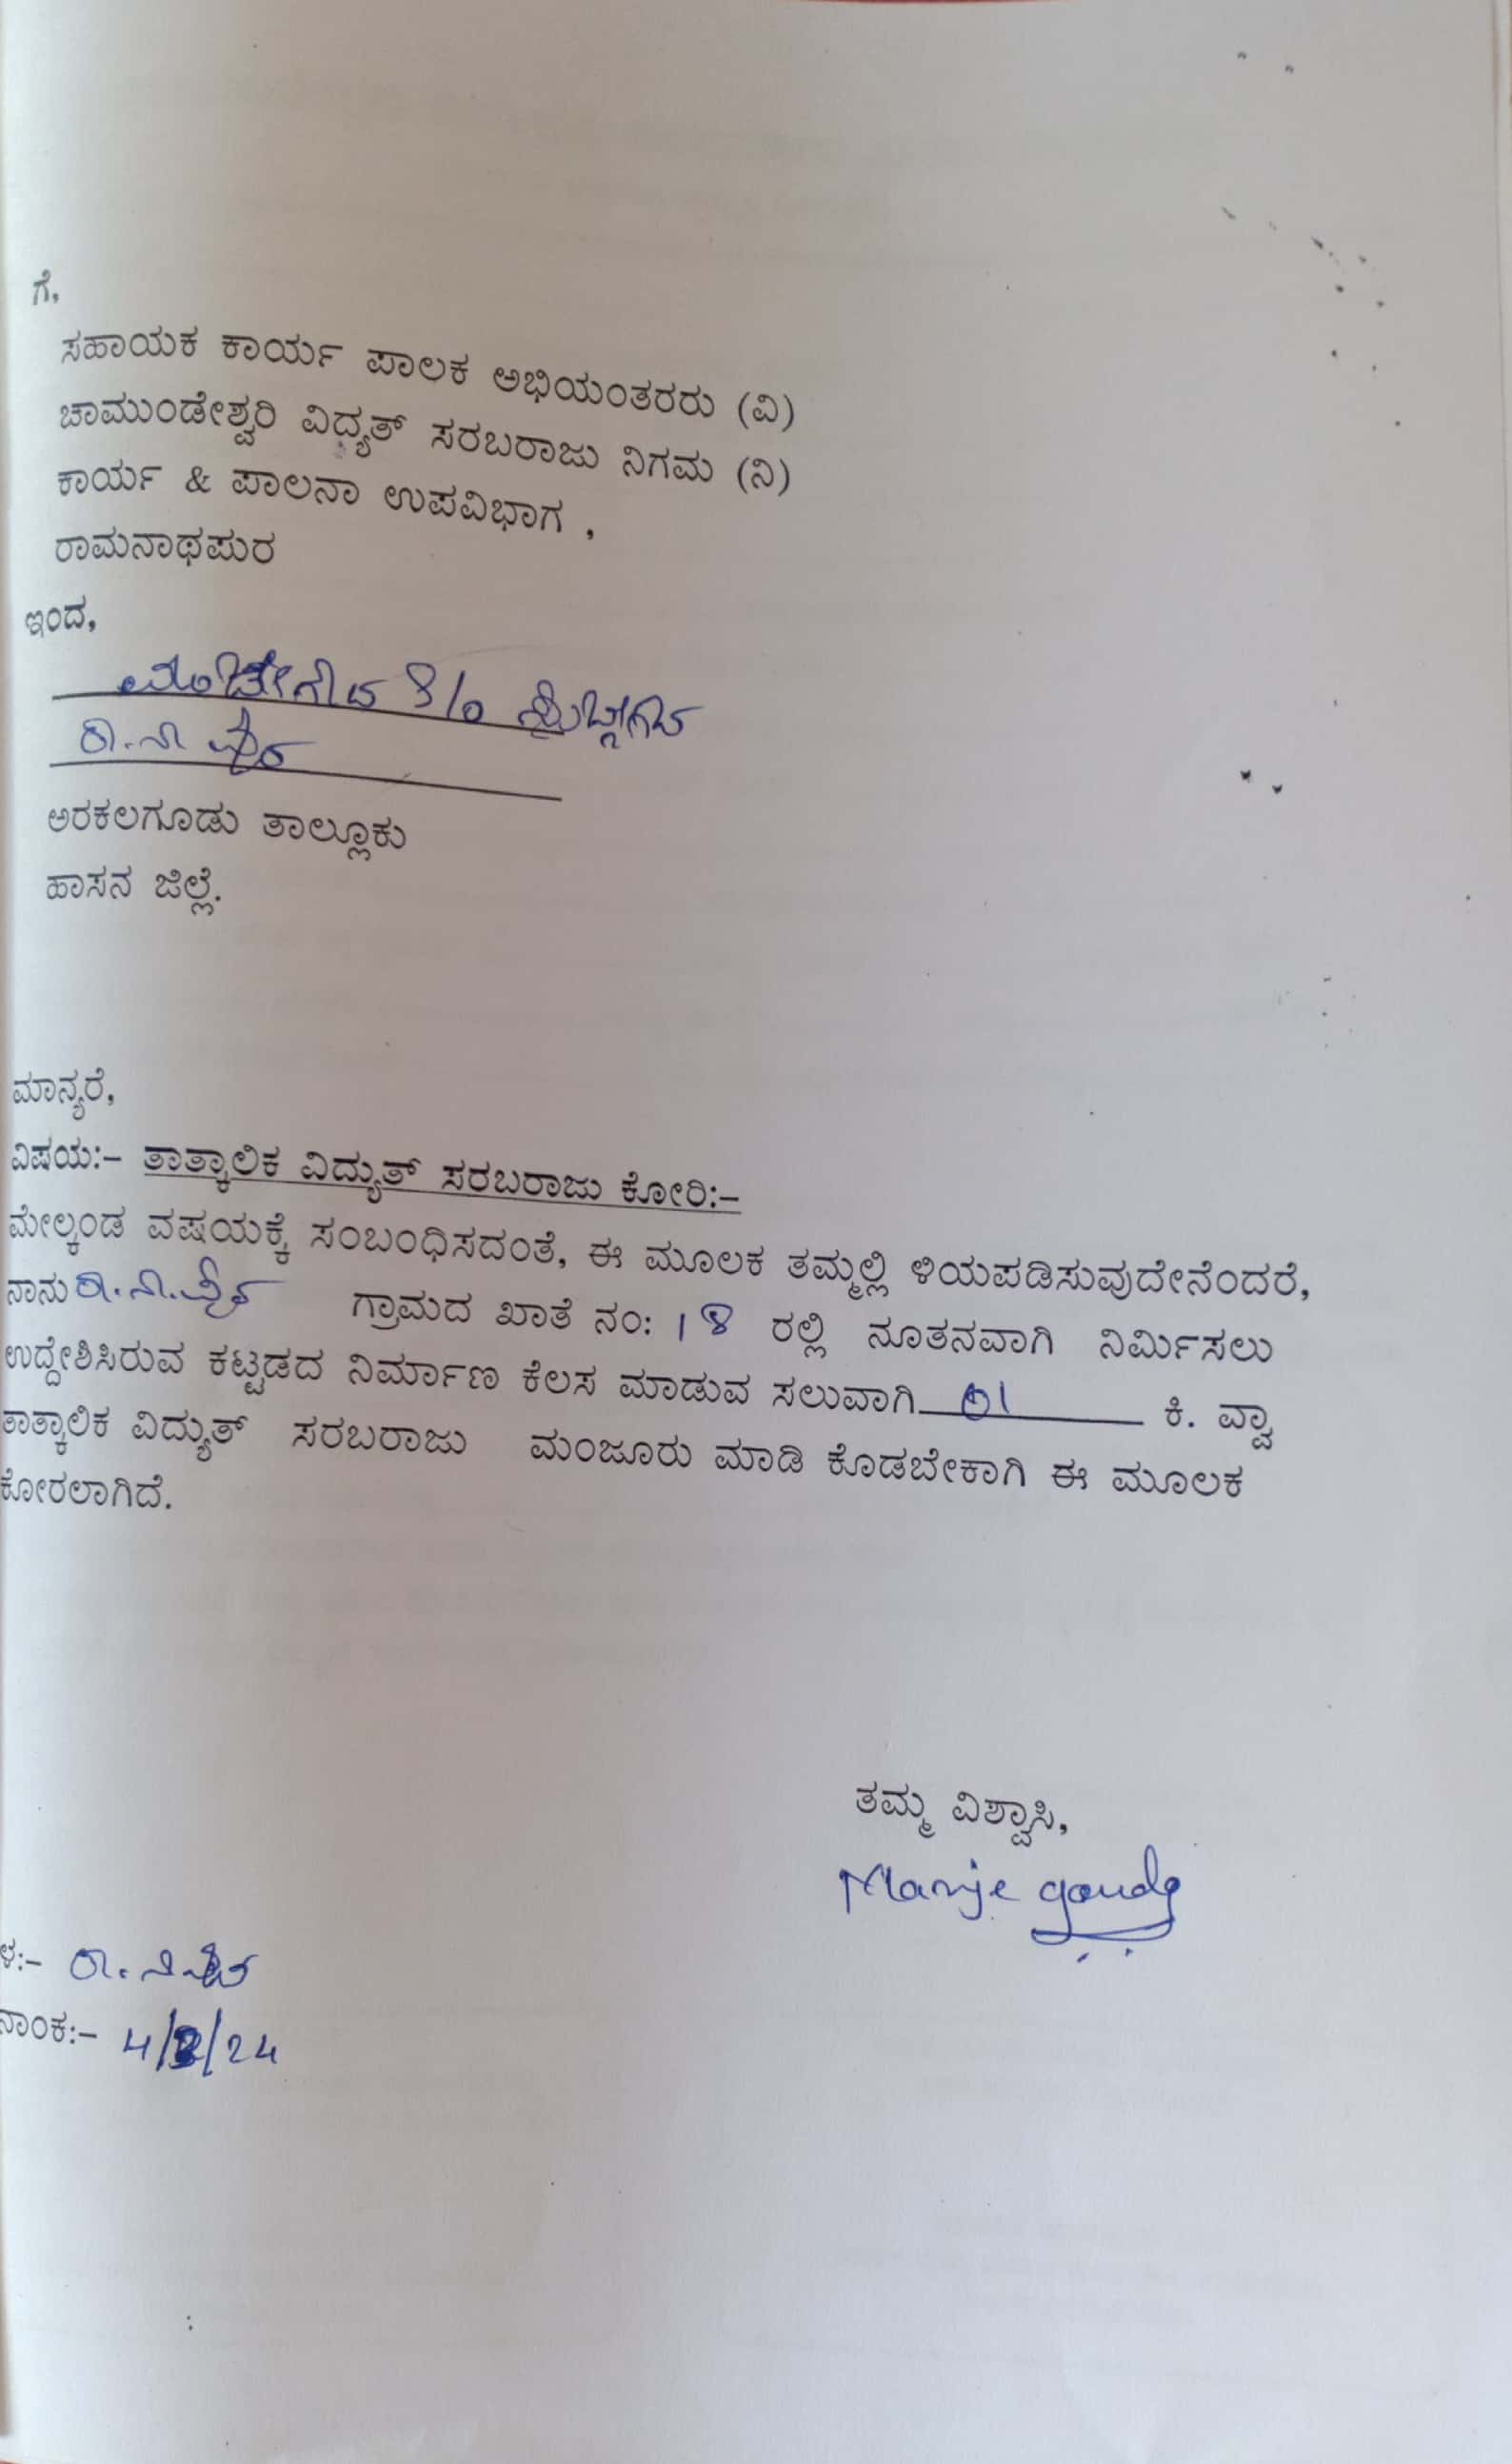 ಗೆ,
ಸಹಾಯಕ ಕಾರ್ಯ ಪಾಲಕ ಅಭಿಯಂತರರು (ವಿ)
ಚಾಮುಂಡೇಶ್ವರಿ ವಿದ್ಯತ್ ಸರಬರಾಜು ನಿಗಮ (ನಿ)
ಕಾರ್ಯ & ಪಾಲನಾ ಉಪವಿಭಾಗ ,
ರಾಮನಾಥಪುರ
ಇಂದ,
ಮಂಜೇಗೌಡ S/o
ಅರಕಲಗೂಡು ತಾಲ್ಲೂಕು
ಹಾಸನ ಜಿಲ್ಲೆ.
ಮಾನ್ಯರೆ,
ವಿಷಯ:– ತಾತ್ಕಾಲಿಕ ವಿದ್ಯುತ್ ಸರಬರಾಜು ಕೋರಿ:–
ಮೇಲ್ಕಂಡ ವಷಯಕ್ಕೆ ಸಂಬಂಧಿಸದಂತೆ, ಈ ಮೂಲಕ ತಮ್ಮಲ್ಲಿ ಳಿಯಪಡಿಸುವುದೇನೆಂದರೆ,
ನಾನು ಗ್ರಾಮದ ಖಾತೆ ನಂ: 18 ರಲ್ಲಿ ನೂತನವಾಗಿ ನಿರ್ಮಿಸಲು
ಉದ್ದೇಶಿಸಿರುವ ಕಟ್ಟಡದ ನಿರ್ಮಾಣ ಕೆಲಸ ಮಾಡುವ ಸಲುವಾಗಿ 01 ಕಿ. ವ್ಯಾ
ತಾತ್ಕಾಲಿಕ ವಿದ್ಯುತ್ ಸರಬರಾಜು ಮಂಜೂರು ಮಾಡಿ ಕೊಡಬೇಕಾಗಿ ಈ ಮೂಲಕ
ಕೋರಲಾಗಿದೆ.
ತಮ್ಮ ವಿಶ್ವಾಸಿ,
Manje gowda
ಳ:–
ನಾಂಕ:–